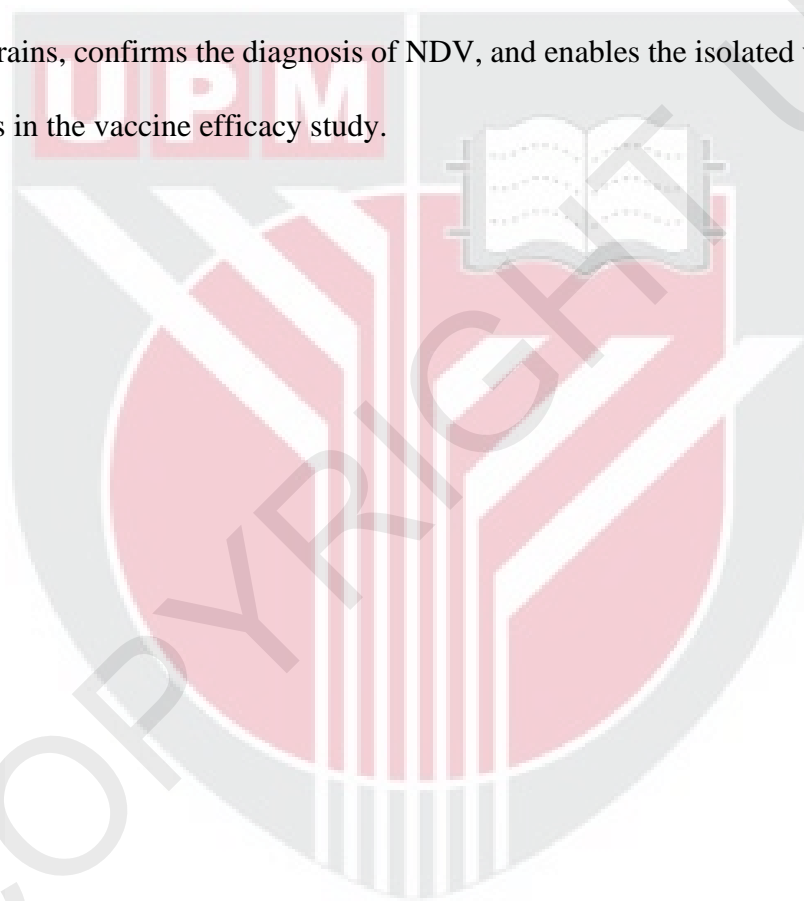 rains, confirms the diagnosis of NDV, and enables the isolated
s in the vaccine efficacy study.
UPM
COPYRIGHT U